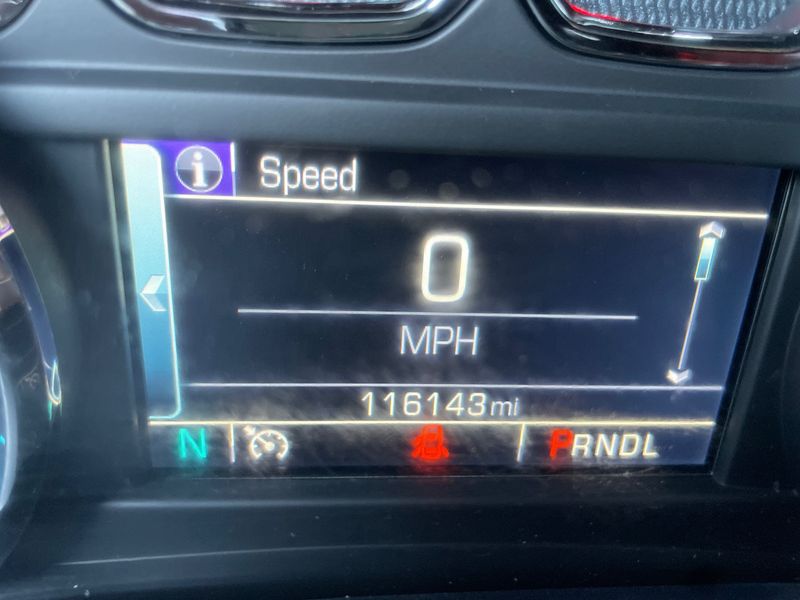 i Speed
0
MPH
116143mi
N PRNDL